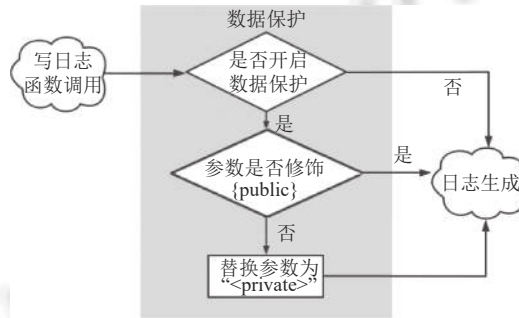 数据保护
写日志
函数调用
是否开启
数据保护
否
是
参数是否修饰
{public}
是
日志生成
否
替换参数为
“<private>”